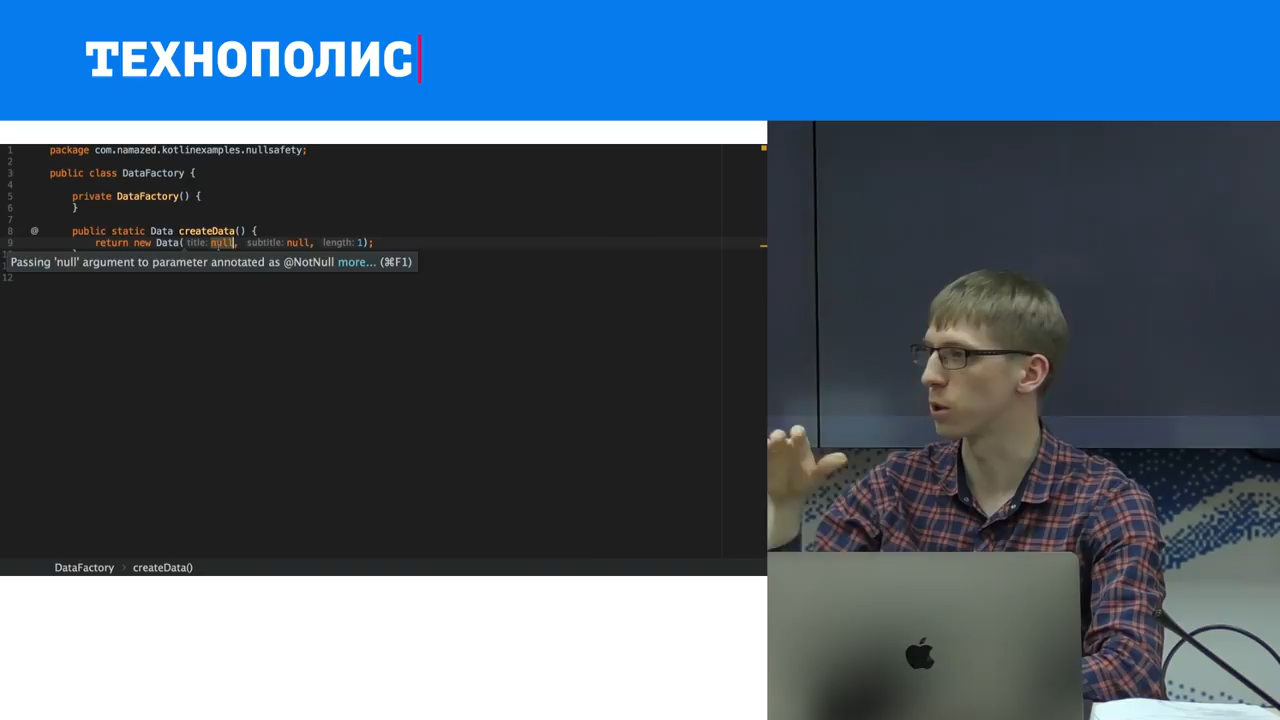 ТЕХНОПОЛИС
1 package com.namazed.kotlinexamples.nullsafety;
2
3 public class DataFactory {
4
5 private DataFactory() {
6 }
7
8 @ public static Data createData() {
9 return new Data( title: null, subtitle: null, length: 1);
Passing 'null' argument to parameter annotated as @NotNull more... (⌘F1)
12
DataFactory › createData()